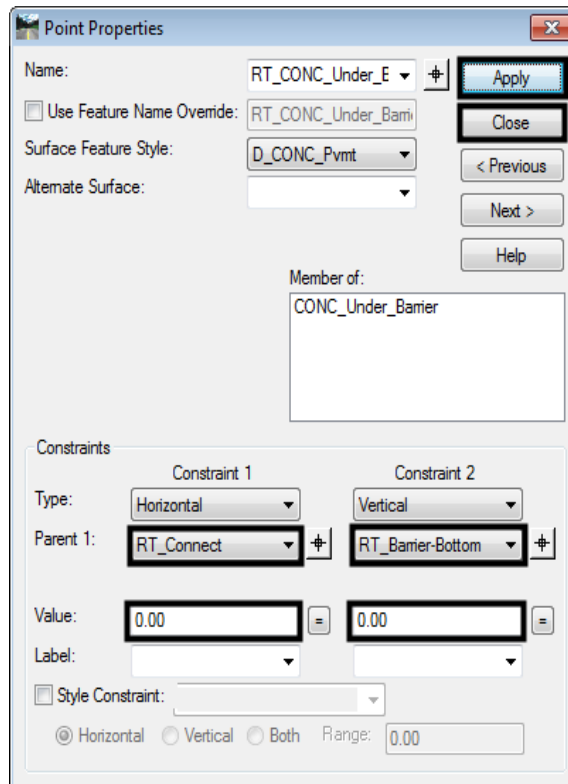 Point Properties
Name: RT_CONC_Under_E
Apply
Use Feature Name Override: RT_CONC_Under_Barri
Close
Surface Feature Style: D_CONC_Pvmt
< Previous
Alternate Surface:
Next >
Help
Member of:
CONC_Under_Barrier
Constraints
Constraint 1 Constraint 2
Type: Horizontal Vertical
Parent 1: RT_Connect RT_Barrier-Bottom
Value: 0.00 = 0.00 =
Label:
Style Constraint:
Horizontal Vertical Both Range: 0.00